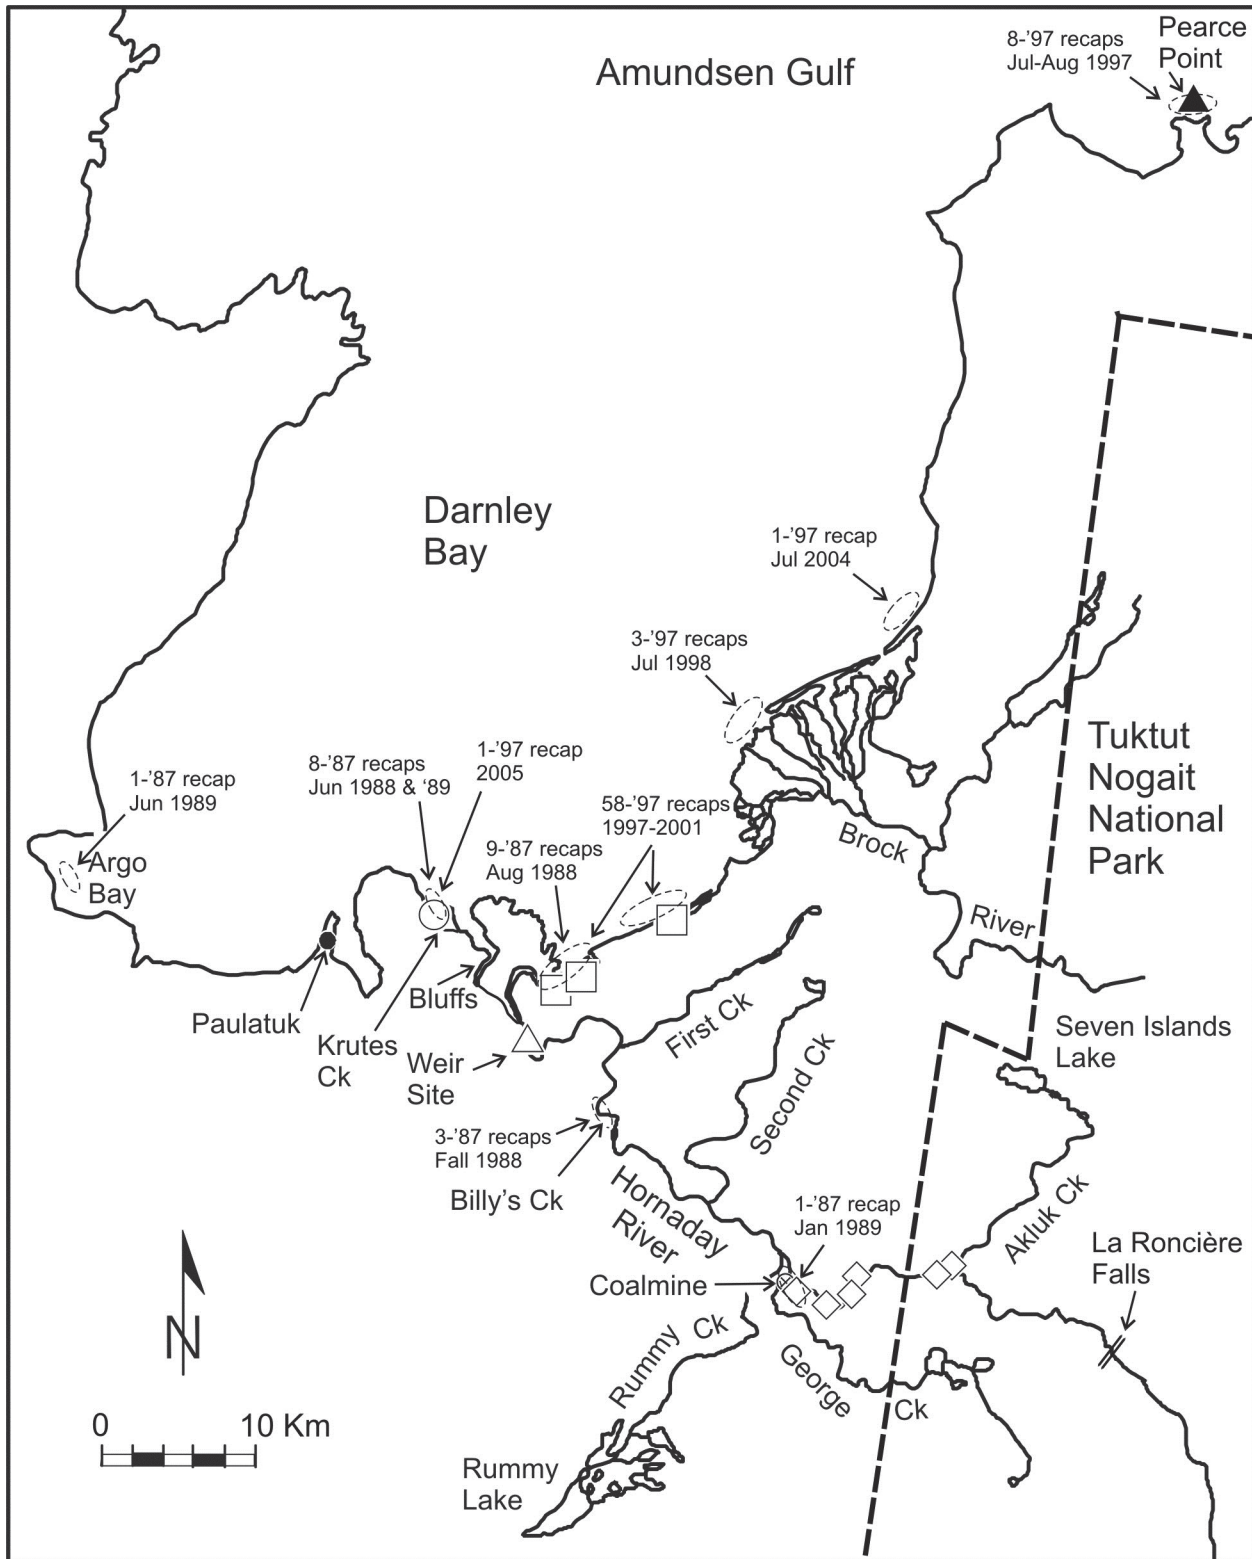 Pearce
Point
8-'97 recaps
Jul-Aug 1997
Amundsen Gulf
Darnley
Bay
1-'97 recap
Jul 2004
3-'97 recaps
Jul 1998
Tuktut
Nogait
National
Park
1-'87 recap
Jun 1989
8-'87 recaps
Jun 1988 & '89
1-'97 recap
2005
58-'97 recaps
1997-2001
9-'87 recaps
Aug 1988
Brock
River
Argo
Bay
Paulatuk
Krutes
Ck
Bluffs
Weir
Site
First Ck
Second Ck
Seven Islands
Lake
3-'87 recaps
Fall 1988
Billy's Ck
Hornaday
River
1-'87 recap
Jan 1989
Akluk Ck
La Roncière
Falls
Coalmine
Rummy Ck
George Ck
Rummy
Lake
N
0 10 Km